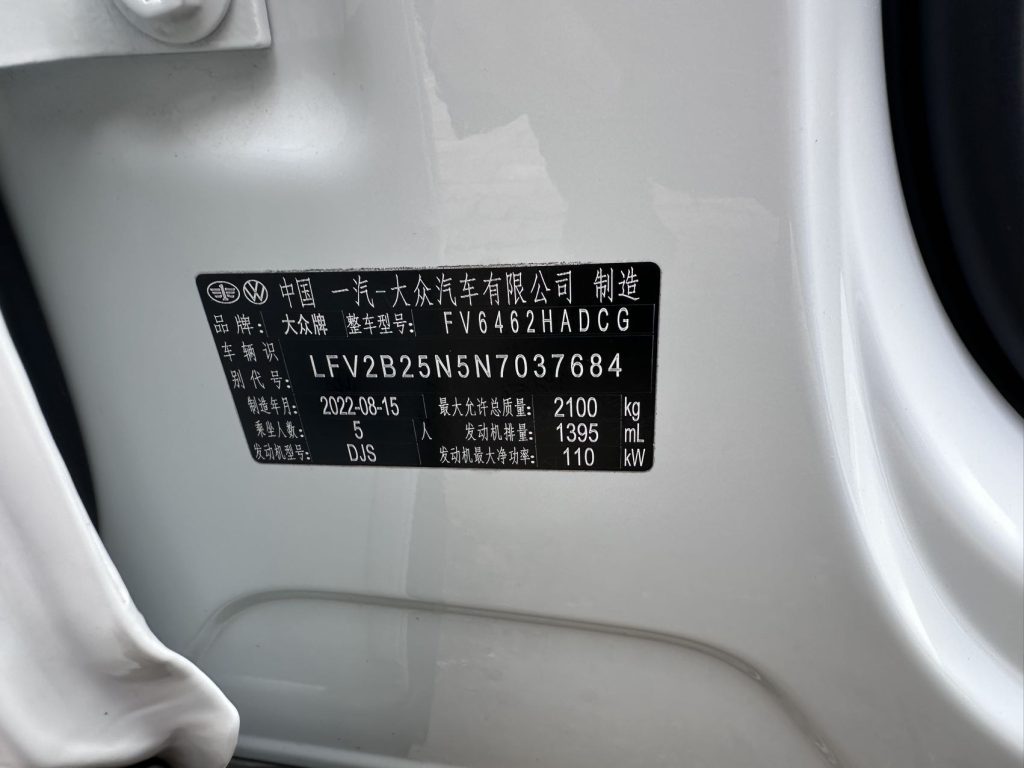 中国 一汽-大众汽车有限公司 制造
品牌: 大众牌 整车型号: FV6462HADCG
车辆识别代号: LFV2B25N5N7037684
制造年月: 2022-08-15 最大允许总质量: 2100 kg
乘坐人数: 5 人 发动机排量: 1395 mL
发动机型号: DJS 发动机最大净功率: 110 kW